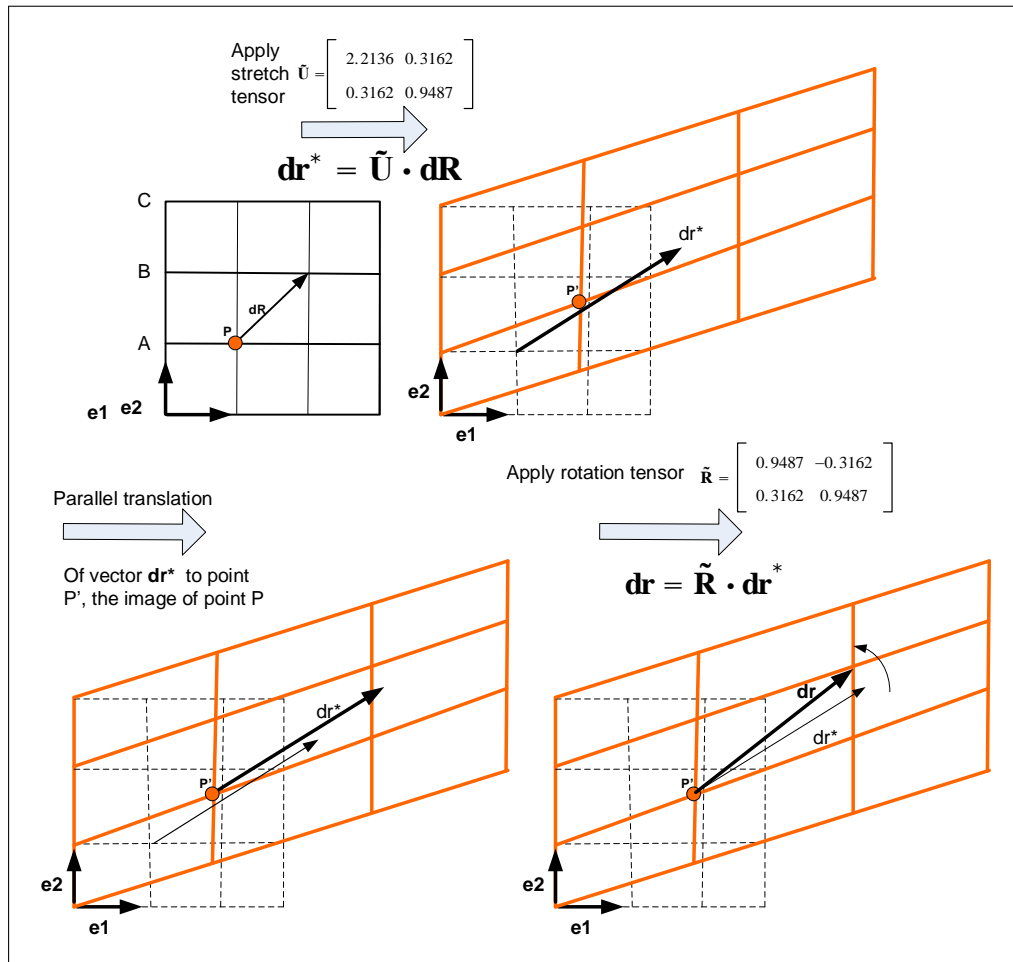 Apply
stretch
tensor
Ũ = [ 2.2136 0.3162
0.3162 0.9487 ]
dr* = Ũ · dR
C
B
A
dR
P
e1 e2
dr*
P'
e2
e1
Parallel translation
Of vector dr* to point
P', the image of point P
Apply rotation tensor R̃ = [ 0.9487 −0.3162
0.3162 0.9487 ]
dr = R̃ · dr*
dr*
P'
e2
e1
dr
dr*
P'
e2
e1